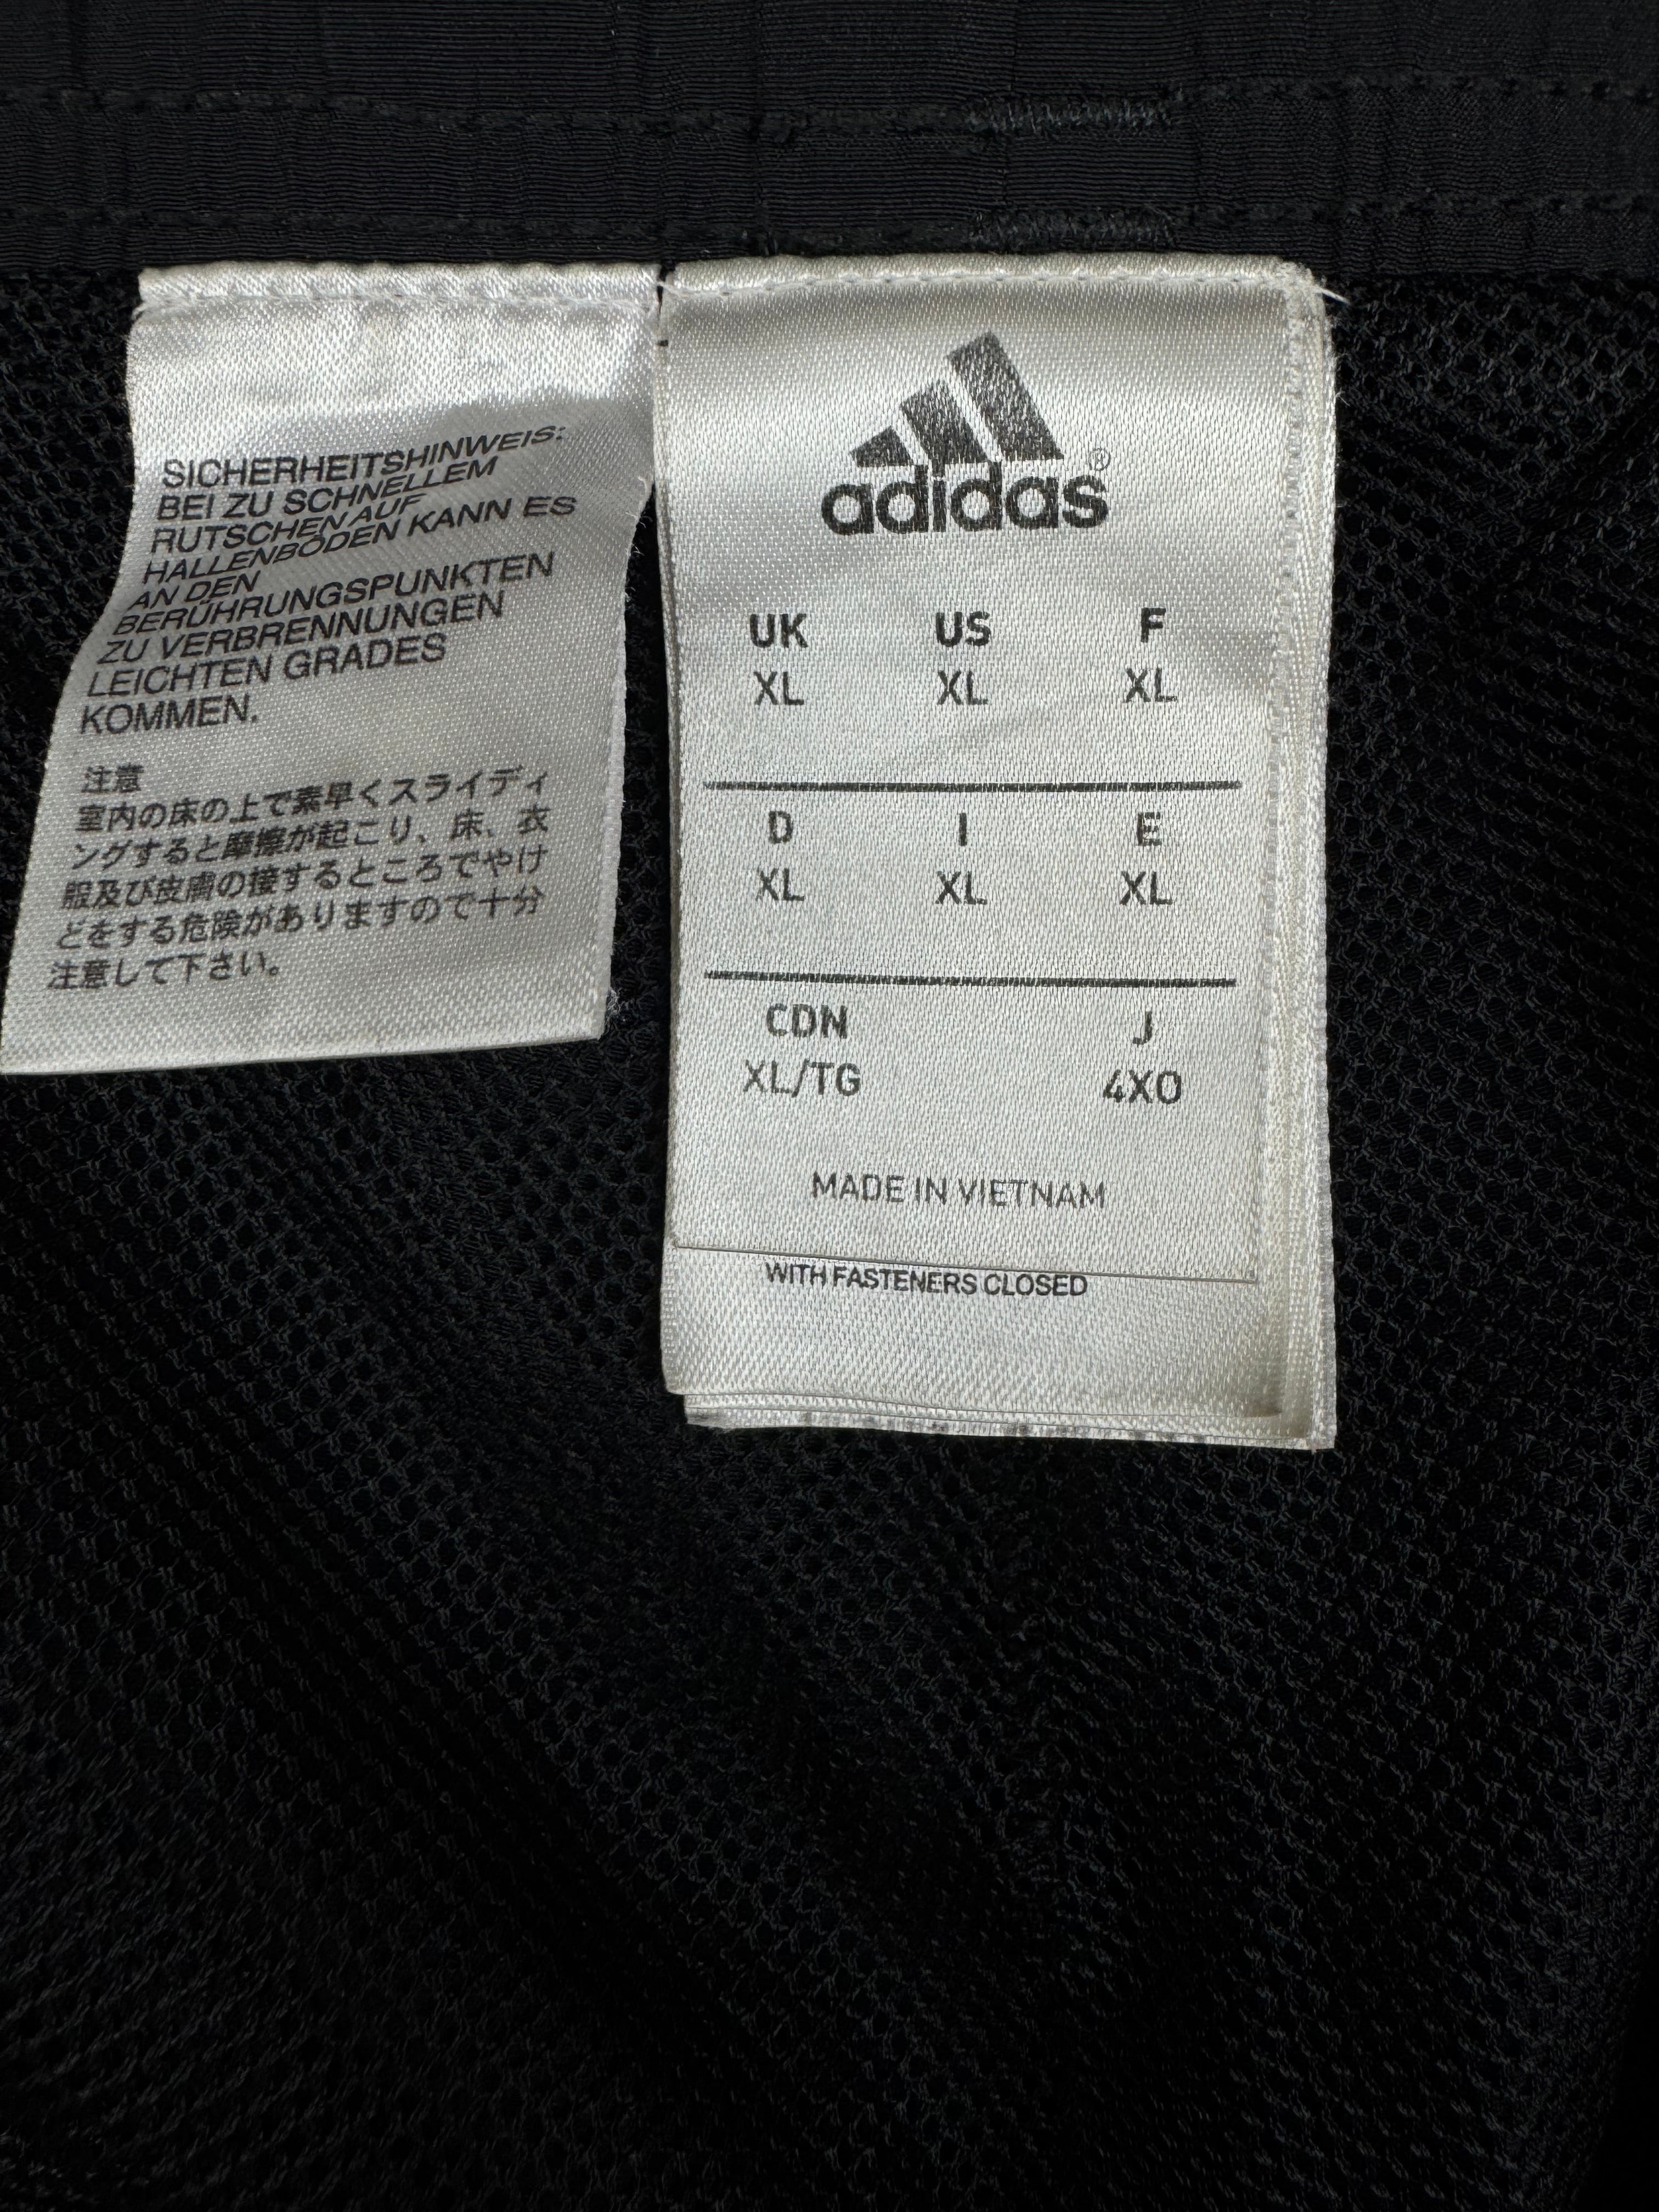 SICHERHEITSHINWEIS:
BEI ZU SCHNELLEM
RUTSCHEN AUF
HALLENBÖDEN KANN ES
AN DEN
BERÜHRUNGSPUNKTEN
ZU VERBRENNUNGEN
LEICHTEN GRADES
KOMMEN.
注意
室内の床の上で素早くスライディ
ングすると摩擦が起こり、床、衣
服及び皮膚の接するところでやけ
どをする危険がありますので十分
注意して下さい。
adidas®
UK US F
XL XL XL
D I E
XL XL XL
CDN J
XL/TG 4XO
MADE IN VIETNAM
WITH FASTENERS CLOSED